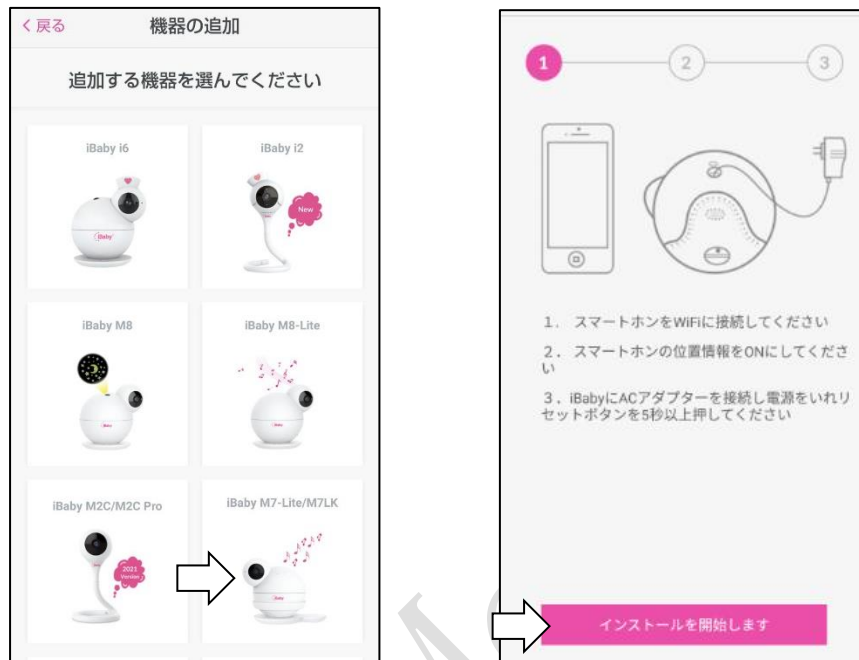 戻る
機器の追加
追加する機器を選んでください
iBaby i6
iBaby i2
New
iBaby M8
iBaby M8-Lite
iBaby M2C/M2C Pro
iBaby M7-Lite/M7LK
2021
Version
1
2
3
1. スマートホンをWiFiに接続してください
2. スマートホンの位置情報をONにしてくださ
い
3. iBabyにACアダプターを接続し電源をいれリ
セットボタンを5秒以上押してください
インストールを開始します